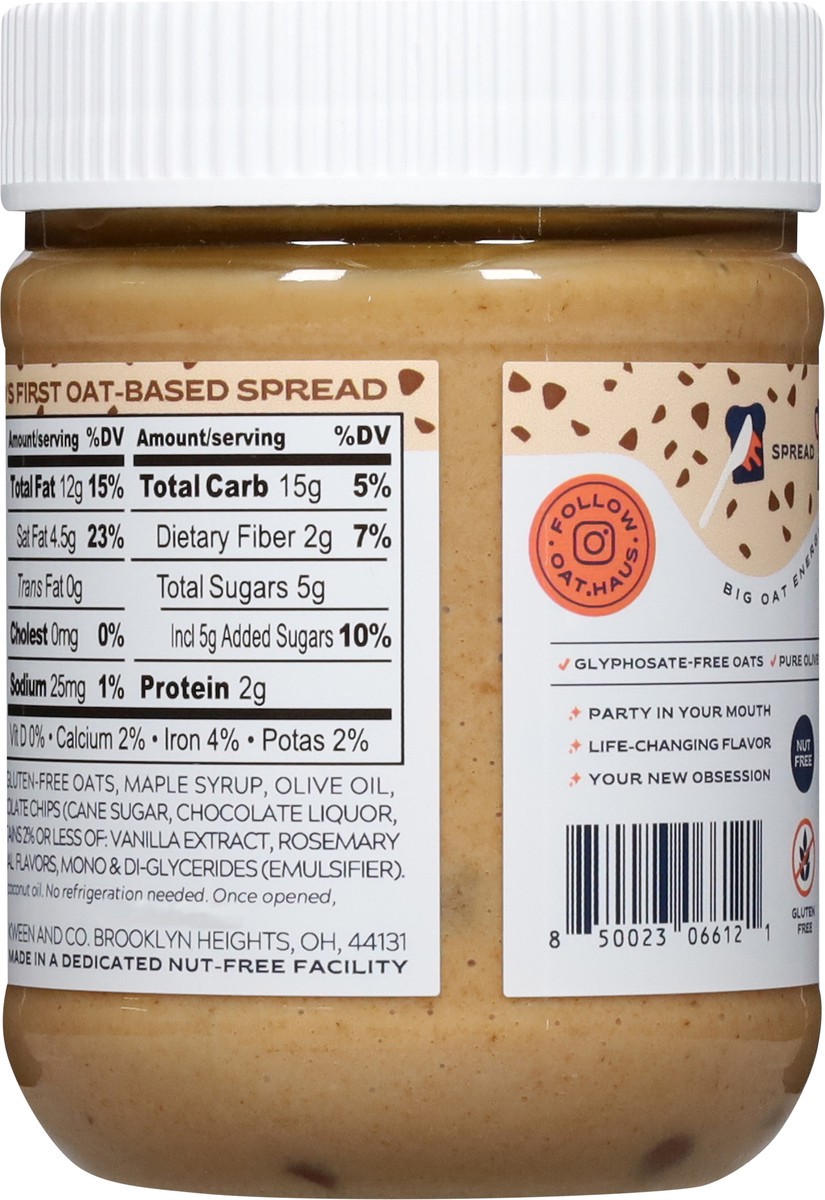 FIRST OAT-BASED SPREAD
Amount/serving %DV Amount/serving %DV
Total Fat 12g 15% Total Carb 15g 5%
Sat Fat 4.5g 23% Dietary Fiber 2g 7%
Trans Fat 0g Total Sugars 5g
Cholest 0mg 0% Incl 5g Added Sugars 10%
Sodium 25mg 1% Protein 2g
Vit D 0% • Calcium 2% • Iron 4% • Potas 2%
GLUTEN-FREE OATS, MAPLE SYRUP, OLIVE OIL,
CHIPS (CANE SUGAR, CHOCOLATE LIQUOR,
2% OR LESS OF: VANILLA EXTRACT, ROSEMARY
FLAVORS, MONO & DI-GLYCERIDES (EMULSIFIER).
coconut oil. No refrigeration needed. Once opened,
KWEEN AND CO. BROOKLYN HEIGHTS, OH, 44131
MADE IN A DEDICATED NUT-FREE FACILITY
SPREAD
• FOLLOW •
OAT.HAUS
BIG OAT ENERGY
✓ GLYPHOSATE-FREE OATS ✓ PURE OLIVE
PARTY IN YOUR MOUTH
LIFE-CHANGING FLAVOR
YOUR NEW OBSESSION
NUT
FREE
GLUTEN
FREE
8 50023 06612 1